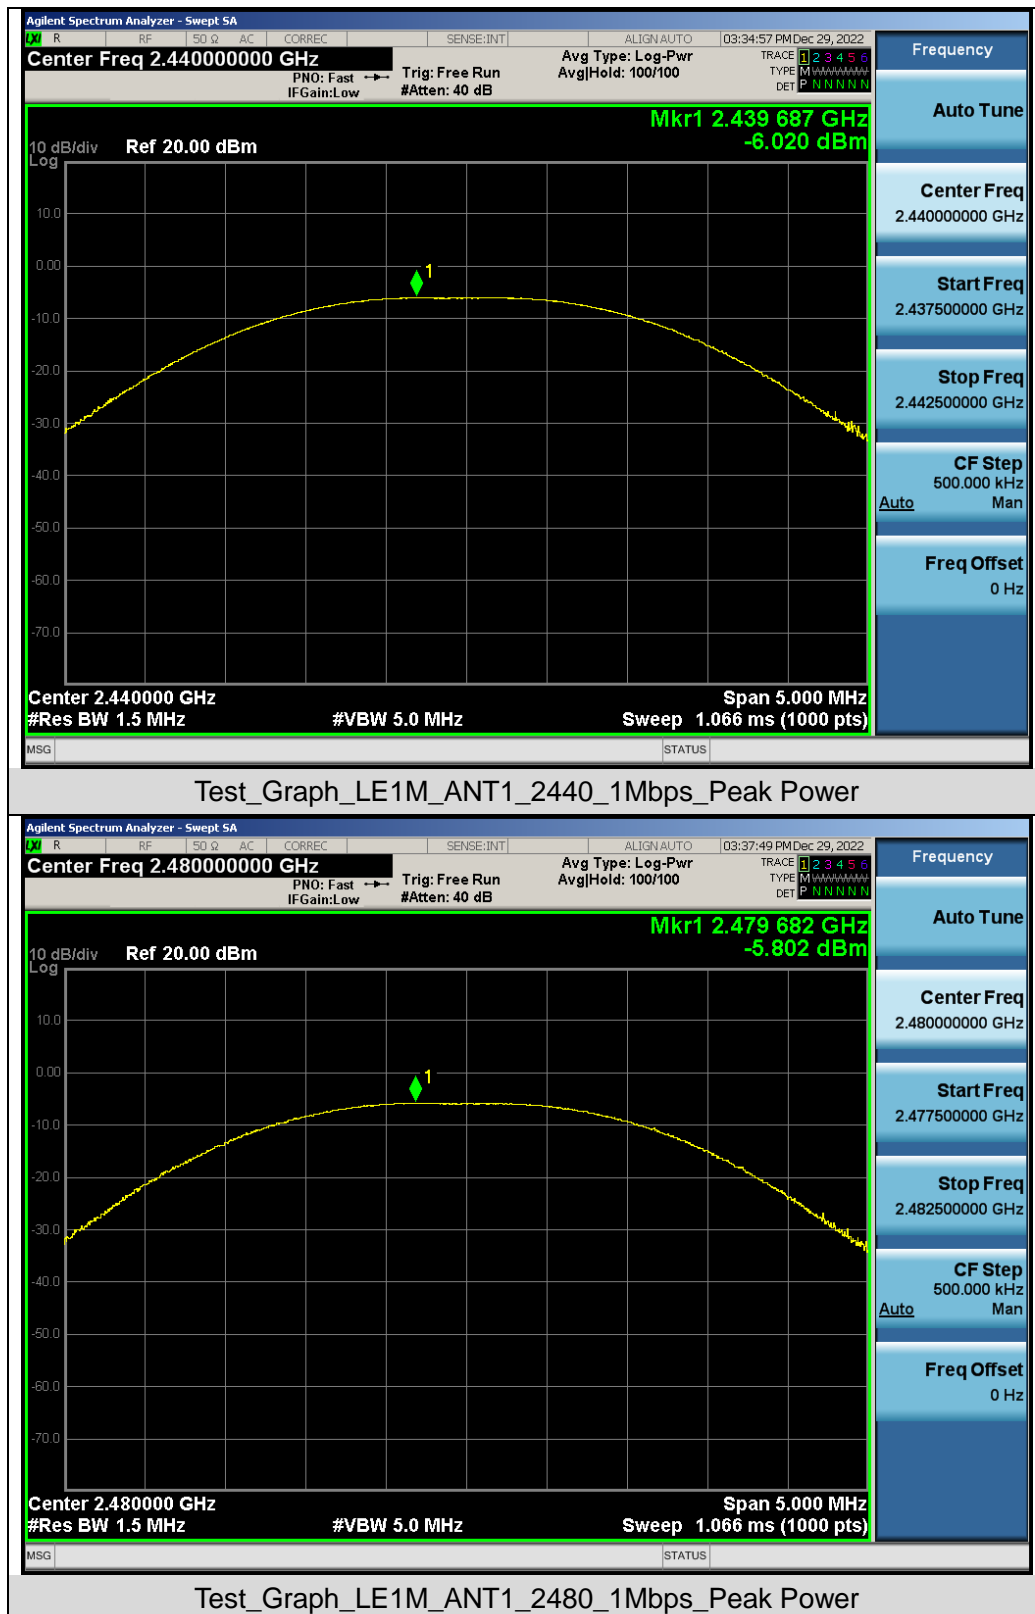 Agilent Spectrum Analyzer - Swept SA
LXI R RF 50 Ω AC CORREC SENSE:INT ALIGN AUTO 03:34:57 PM Dec 29, 2022
Center Freq 2.440000000 GHz
PNO: Fast
IFGain:Low
Trig: Free Run
#Atten: 40 dB
Avg Type: Log-Pwr
Avg|Hold: 100/100
TRACE 1 2 3 4 5 6
TYPE M W W W W W
DET P N N N N N
Mkr1 2.439 687 GHz
-6.020 dBm
10 dB/div Ref 20.00 dBm
Log
10.0
0.00
1
-10.0
-20.0
-30.0
-40.0
-50.0
-60.0
-70.0
Center 2.440000 GHz Span 5.000 MHz
#Res BW 1.5 MHz #VBW 5.0 MHz Sweep 1.066 ms (1000 pts)
MSG STATUS
Frequency
Auto Tune
Center Freq
2.440000000 GHz
Start Freq
2.437500000 GHz
Stop Freq
2.442500000 GHz
CF Step
500.000 kHz
Auto Man
Freq Offset
0 Hz
Test_Graph_LE1M_ANT1_2440_1Mbps_Peak Power
Agilent Spectrum Analyzer - Swept SA
LXI R RF 50 Ω AC CORREC SENSE:INT ALIGN AUTO 03:37:49 PM Dec 29, 2022
Center Freq 2.480000000 GHz
PNO: Fast
IFGain:Low
Trig: Free Run
#Atten: 40 dB
Avg Type: Log-Pwr
Avg|Hold: 100/100
TRACE 1 2 3 4 5 6
TYPE M W W W W W
DET P N N N N N
Mkr1 2.479 682 GHz
-5.802 dBm
10 dB/div Ref 20.00 dBm
Log
10.0
0.00
1
-10.0
-20.0
-30.0
-40.0
-50.0
-60.0
-70.0
Center 2.480000 GHz Span 5.000 MHz
#Res BW 1.5 MHz #VBW 5.0 MHz Sweep 1.066 ms (1000 pts)
MSG STATUS
Frequency
Auto Tune
Center Freq
2.480000000 GHz
Start Freq
2.477500000 GHz
Stop Freq
2.482500000 GHz
CF Step
500.000 kHz
Auto Man
Freq Offset
0 Hz
Test_Graph_LE1M_ANT1_2480_1Mbps_Peak Power